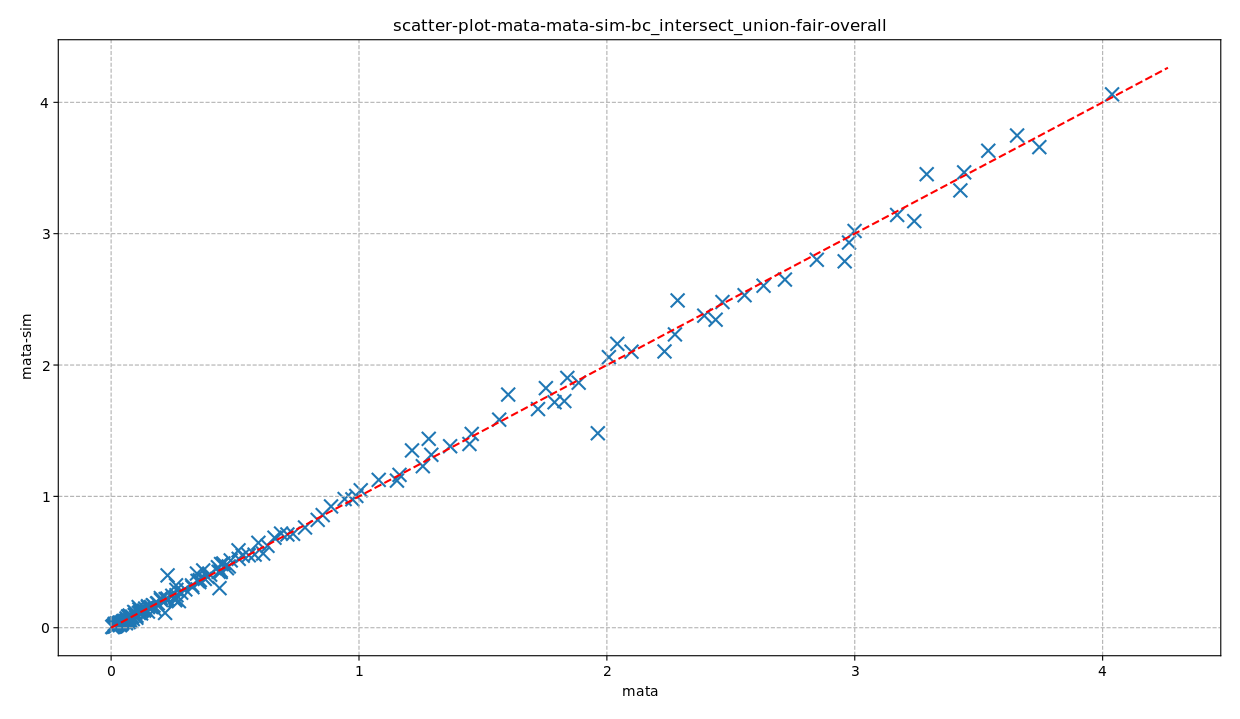 scatter-plot-mata-mata-sim-bc_intersect_union-fair-overall
4
3
2
1
0
mata-sim
0 1 2 3 4
mata